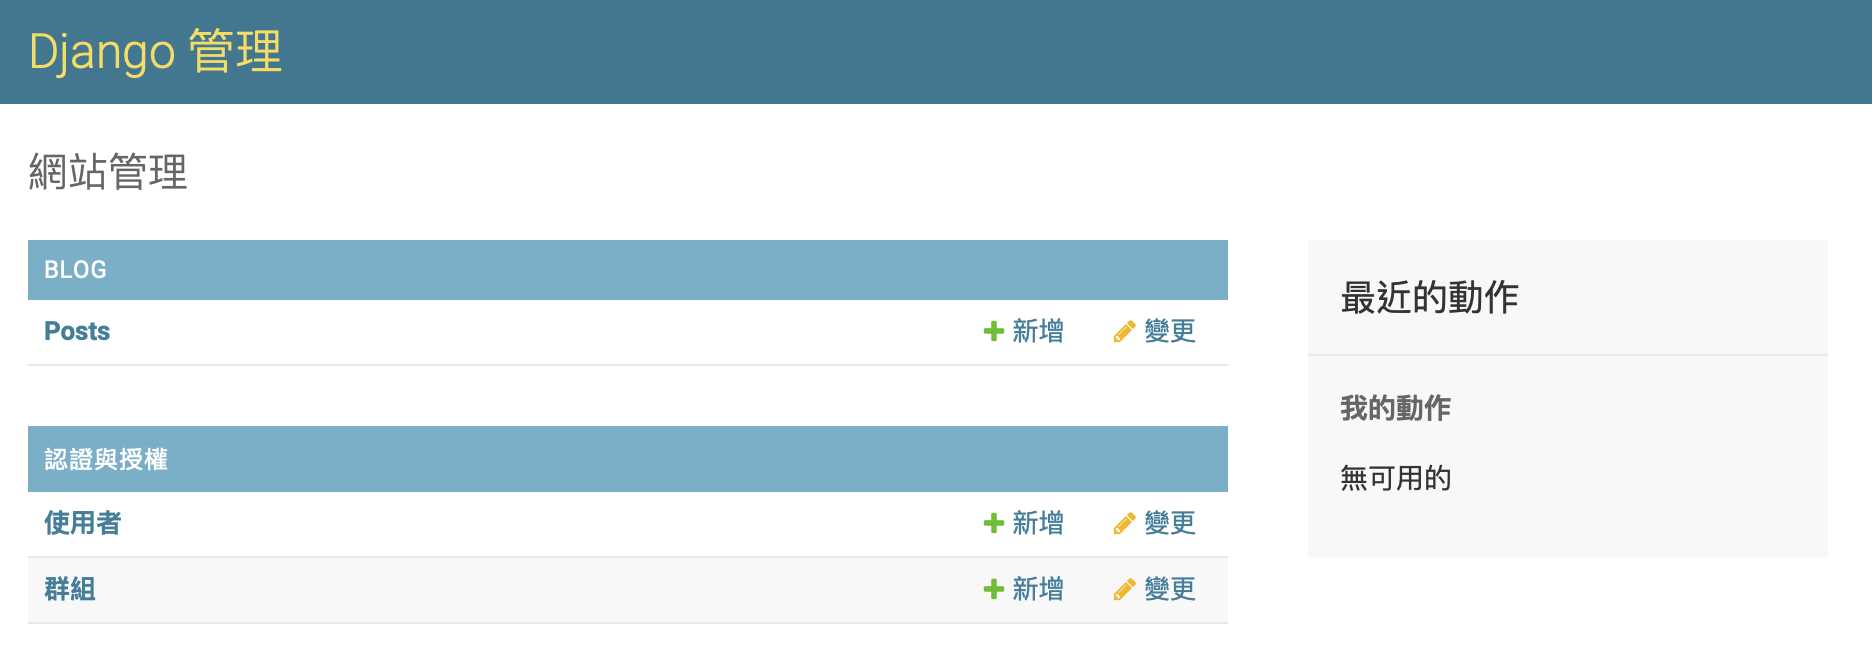 Django 管理
網站管理
BLOG
Posts 新增 變更
認證與授權
使用者 新增 變更
群組 新增 變更
最近的動作
我的動作
無可用的